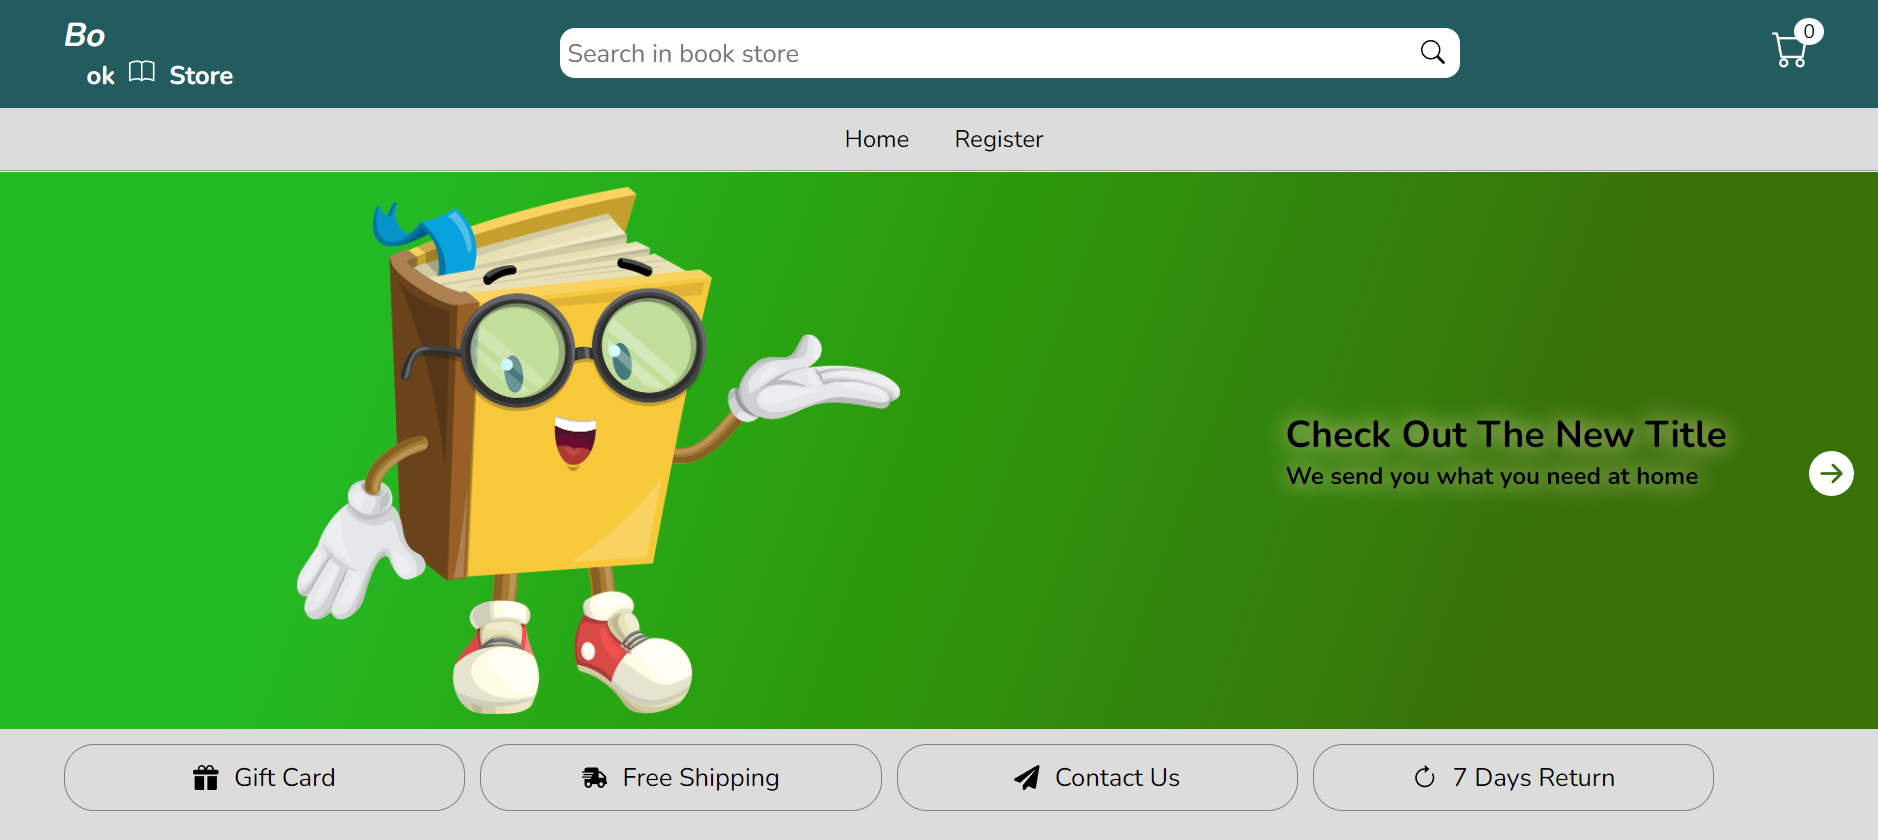 Bo
ok Store
Search in book store
0
Home Register
Check Out The New Title
We send you what you need at home
Gift Card Free Shipping Contact Us 7 Days Return